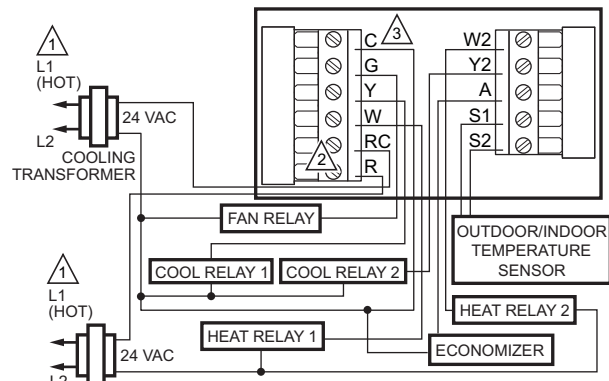 1
L1
(HOT)
L2
24 VAC
COOLING
TRANSFORMER
C
3
G
Y
W
RC
2
R
W2
Y2
A
S1
S2
FAN RELAY
COOL RELAY 1
COOL RELAY 2
OUTDOOR/INDOOR
TEMPERATURE
SENSOR
1
L1
(HOT)
L2
24 VAC
HEAT RELAY 1
HEAT RELAY 2
ECONOMIZER